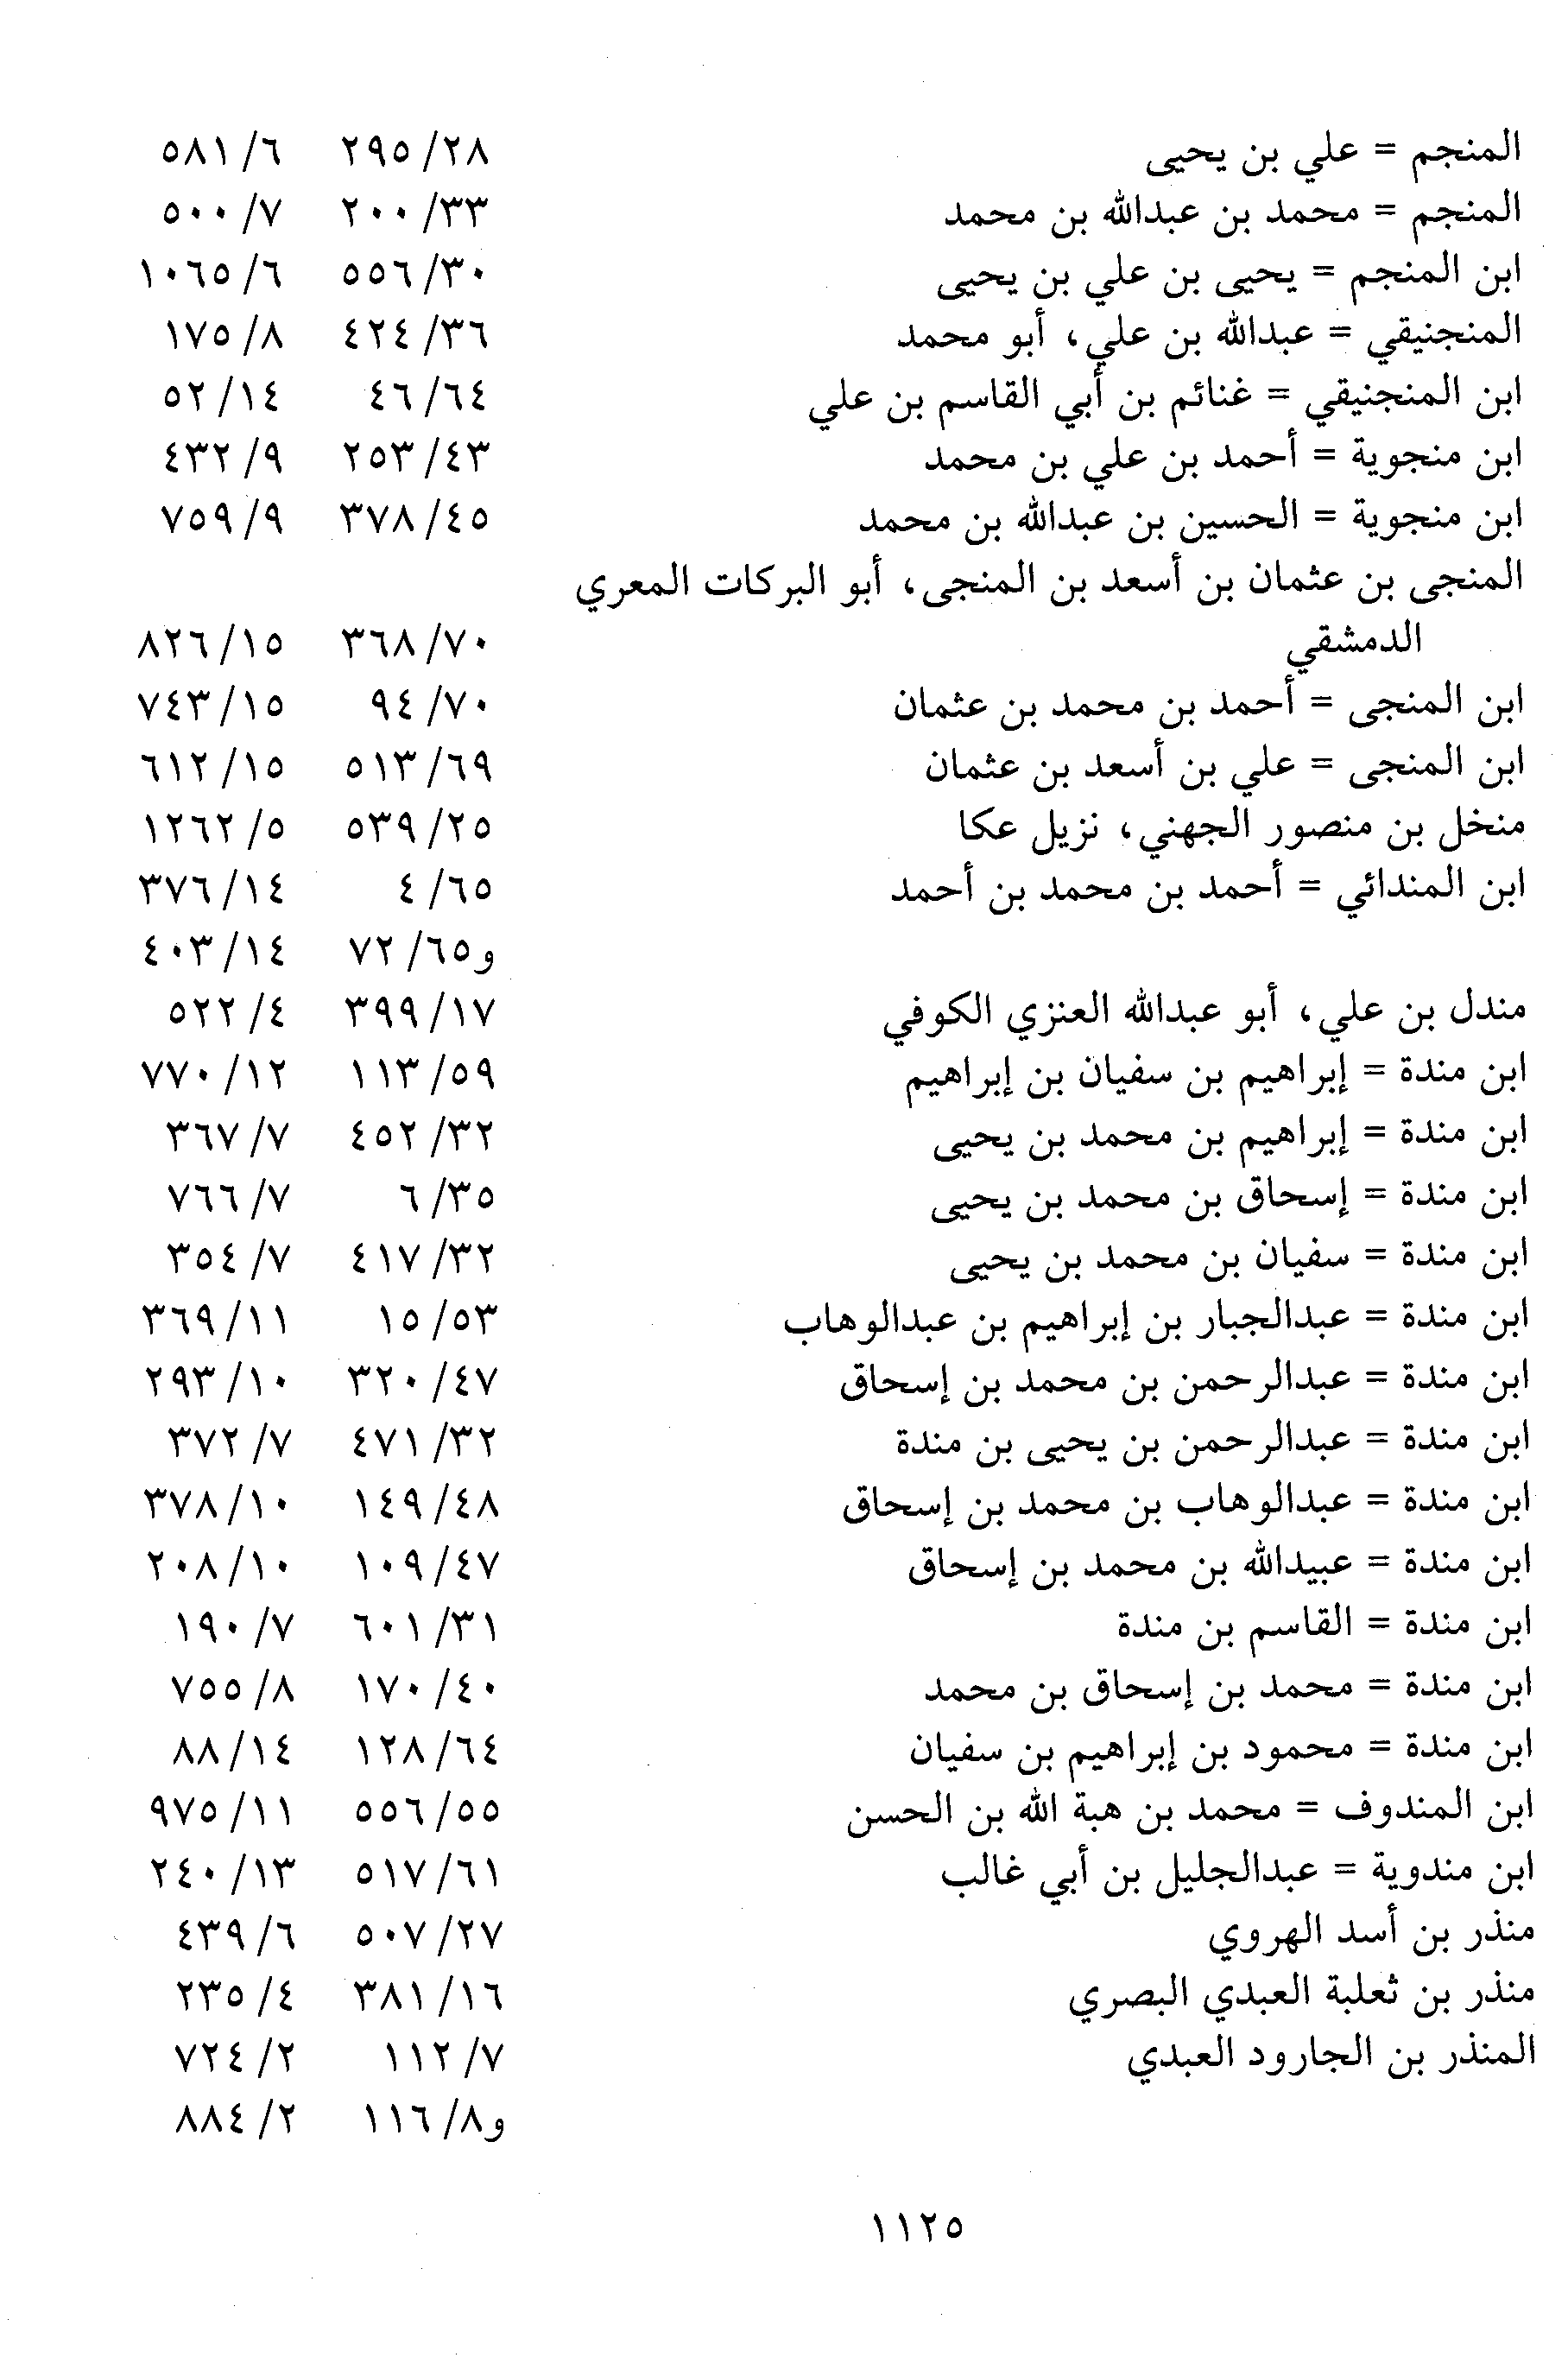 المنجم = علي بن يحيى ٢٨/ ٢٩٥ ٦/ ٥٨١
المنجم = محمد بن عبدالله بن محمد ٣٣/ ٢٠٠ ٧/ ٥٠٠
ابن المنجم = يحيى بن علي بن يحيى ٣٠/ ٥٥٦ ٦/ ١٠٦٥
المنجنيقي = عبدالله بن علي، أبو محمد ٣٦/ ٤٢٤ ٨/ ١٧٥
ابن المنجنيقي = غنائم بن أبي القاسم بن علي ٦٤/ ٤٦ ١٤/ ٥٢
ابن منجوية = أحمد بن علي بن محمد ٤٣/ ٢٥٣ ٩/ ٤٣٢
ابن منجوية = الحسين بن عبدالله بن محمد ٤٥/ ٣٧٨ ٩/ ٧٥٩
المنجى بن عثمان بن أسعد بن المنجى، أبو البركات المعري
الدمشقي ٧٠/ ٣٦٨ ١٥/ ٨٢٦
ابن المنجى = أحمد بن محمد بن عثمان ٧٠/ ٩٤ ١٥/ ٧٤٣
ابن المنجى = علي بن أسعد بن عثمان ٦٩/ ٥١٣ ١٥/ ٦١٢
منخل بن منصور الجهني، نزيل عكا ٢٥/ ٥٣٩ ٥/ ١٢٦٢
ابن المندائي = أحمد بن محمد بن أحمد ٦٥/ ٤ ١٤/ ٣٧٦
و٦٥/ ٧٢ ١٤/ ٤٠٣
مندل بن علي، أبو عبدالله العنزي الكوفي ١٧/ ٣٩٩ ٤/ ٥٢٢
ابن مندة = إبراهيم بن سفيان بن إبراهيم ٥٩/ ١١٣ ١٢/ ٧٧٠
ابن مندة = إبراهيم بن محمد بن يحيى ٣٢/ ٤٥٢ ٧/ ٣٦٧
ابن مندة = إسحاق بن محمد بن يحيى ٣٥/ ٦ ٧/ ٧٦٦
ابن مندة = سفيان بن محمد بن يحيى ٣٢/ ٤١٧ ٧/ ٣٥٤
ابن مندة = عبدالجبار بن إبراهيم بن عبدالوهاب ٥٣/ ١٥ ١١/ ٣٦٩
ابن مندة = عبدالرحمن بن محمد بن إسحاق ٤٧/ ٣٢٠ ١٠/ ٢٩٣
ابن مندة = عبدالرحمن بن يحيى بن مندة ٣٢/ ٤٧١ ٧/ ٣٧٢
ابن مندة = عبدالوهاب بن محمد بن إسحاق ٤٨/ ١٤٩ ١٠/ ٣٧٨
ابن مندة = عبيدالله بن محمد بن إسحاق ٤٧/ ١٠٩ ١٠/ ٢٠٨
ابن مندة = القاسم بن مندة ٣١/ ٦٠١ ٧/ ١٩٠
ابن مندة = محمد بن إسحاق بن محمد ٤٠/ ١٧٠ ٨/ ٧٥٥
ابن مندة = محمود بن إبراهيم بن سفيان ٦٤/ ١٢٨ ١٤/ ٨٨
ابن المندوف = محمد بن هبة الله بن الحسن ٥٥/ ٥٥٦ ١١/ ٩٧٥
ابن مندوية = عبدالجليل بن أبي غالب ٦١/ ٥١٧ ١٣/ ٢٤٠
منذر بن أسد الهروي ٢٧/ ٥٠٧ ٦/ ٤٣٩
منذر بن ثعلبة العبدي البصري ١٦/ ٣٨١ ٤/ ٢٣٥
المنذر بن الجارود العبدي ٧/ ١١٢ ٢/ ٧٢٤
و٨/ ١١٦ ٢/ ٨٨٤
١١٢٥